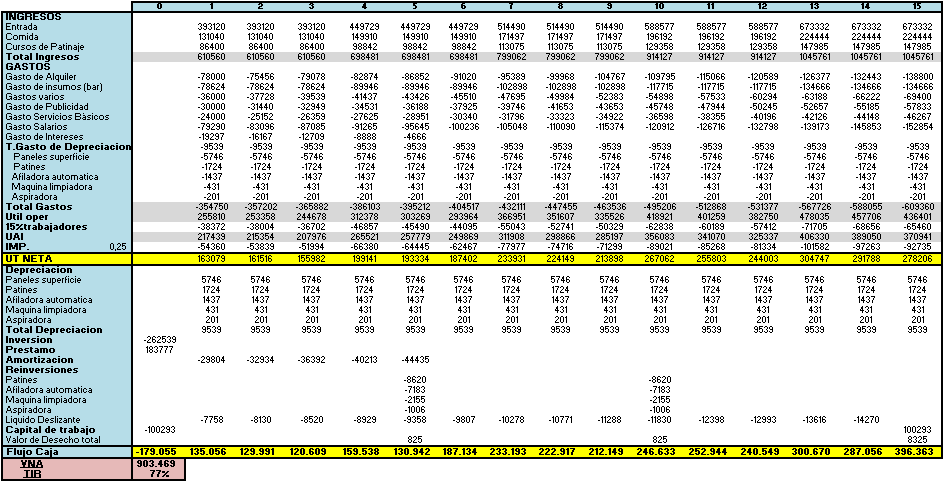 0 1 2 3 4 5 6 7 8 9 10 11 12 13 14 15
INGRESOS
Entrada 393120 393120 393120 449729 449729 449729 514490 514490 514490 588577 588577 588577 673332 673332 673332
Comida 131040 131040 131040 149910 149910 149910 171497 171497 171497 196192 196192 196192 224444 224444 224444
Cursos de Patinaje 86400 86400 86400 98842 98842 98842 113075 113075 113075 129358 129358 129358 147985 147985 147985
Total Ingresos 610560 610560 610560 698481 698481 698481 799062 799062 799062 914127 914127 914127 1045761 1045761 1045761
GASTOS
Gasto de Alquiler -78000 -75456 -79078 -82874 -86852 -91020 -95389 -99968 -104767 -109795 -115066 -120589 -126377 -132443 -138800
Gasto de insumos (bar) -78624 -78624 -78624 -89946 -89946 -89946 -102898 -102898 -102898 -117715 -117715 -117715 -134666 -134666 -134666
Gastos varios -36000 -37728 -39539 -41437 -43426 -45510 -47695 -49984 -52383 -54898 -57533 -60294 -63188 -66222 -69400
Gasto de Publicidad -30000 -31440 -32949 -34531 -36188 -37925 -39746 -41653 -43653 -45748 -47944 -50245 -52657 -55185 -57833
Gasto Servicios Básicos -24000 -25152 -26359 -27625 -28951 -30340 -31796 -33323 -34922 -36598 -38355 -40196 -42126 -44148 -46267
Gasto Salarios -79290 -83096 -87085 -91265 -95645 -100236 -105048 -110090 -115374 -120912 -126716 -132798 -139173 -145853 -152854
Gasto de Intereses -19297 -16167 -12709 -8888 -4666
T.Gasto de Depreciacion -9539 -9539 -9539 -9539 -9539 -9539 -9539 -9539 -9539 -9539 -9539 -9539 -9539 -9539 -9539
Paneles superficie -5746 -5746 -5746 -5746 -5746 -5746 -5746 -5746 -5746 -5746 -5746 -5746 -5746 -5746 -5746
Patines -1724 -1724 -1724 -1724 -1724 -1724 -1724 -1724 -1724 -1724 -1724 -1724 -1724 -1724 -1724
Afiladora automatica -1437 -1437 -1437 -1437 -1437 -1437 -1437 -1437 -1437 -1437 -1437 -1437 -1437 -1437 -1437
Maquina limpiadora -431 -431 -431 -431 -431 -431 -431 -431 -431 -431 -431 -431 -431 -431 -431
Aspiradora -201 -201 -201 -201 -201 -201 -201 -201 -201 -201 -201 -201 -201 -201 -201
Total Gastos -354750 -357202 -365882 -386103 -395212 -404517 -432111 -447455 -463536 -495206 -512868 -531377 -567726 -588055 -609360
Util oper 255810 253358 244678 312378 303269 293964 366951 351607 335526 418921 401259 382750 478035 457706 436401
15%trabajadores -38372 -38004 -36702 -46857 -45490 -44095 -55043 -52741 -50329 -62838 -60189 -57412 -71705 -68656 -65460
UAI 217439 215354 207976 265521 257779 249869 311908 298866 285197 356083 341070 325337 406330 389050 370941
IMP. 0,25 -54360 -53839 -51994 -66380 -64445 -62467 -77977 -74716 -71299 -89021 -85268 -81334 -101582 -97263 -92735
UT NETA 163079 161516 155982 199141 193334 187402 233931 224149 213898 267062 255803 244003 304747 291788 278206
Depreciacion
Paneles superficie 5746 5746 5746 5746 5746 5746 5746 5746 5746 5746 5746 5746 5746 5746 5746
Patines 1724 1724 1724 1724 1724 1724 1724 1724 1724 1724 1724 1724 1724 1724 1724
Afiladora automatica 1437 1437 1437 1437 1437 1437 1437 1437 1437 1437 1437 1437 1437 1437 1437
Maquina limpiadora 431 431 431 431 431 431 431 431 431 431 431 431 431 431 431
Aspiradora 201 201 201 201 201 201 201 201 201 201 201 201 201 201 201
Total Depreciacion 9539 9539 9539 9539 9539 9539 9539 9539 9539 9539 9539 9539 9539 9539 9539
Inversion -262539
Prestamo 183777
Amortizacion -29804 -32934 -36392 -40213 -44435
Reinversiones
Patines -8620 -8620
Afiladora automatica -7183 -7183
Maquina limpiadora -2155 -2155
Aspiradora -1006 -1006
Liquido Deslizante -7758 -8130 -8520 -8929 -9358 -9807 -10278 -10771 -11288 -11830 -12398 -12993 -13616 -14270
Capital de trabajo -100293 100293
Valor de Desecho total 825 825 8325
Flujo Caja -179.055 135.056 129.991 120.609 159.538 130.942 187.134 233.193 222.917 212.149 246.633 252.944 240.549 300.670 287.056 396.363
VNA 903.469
TIR 77%